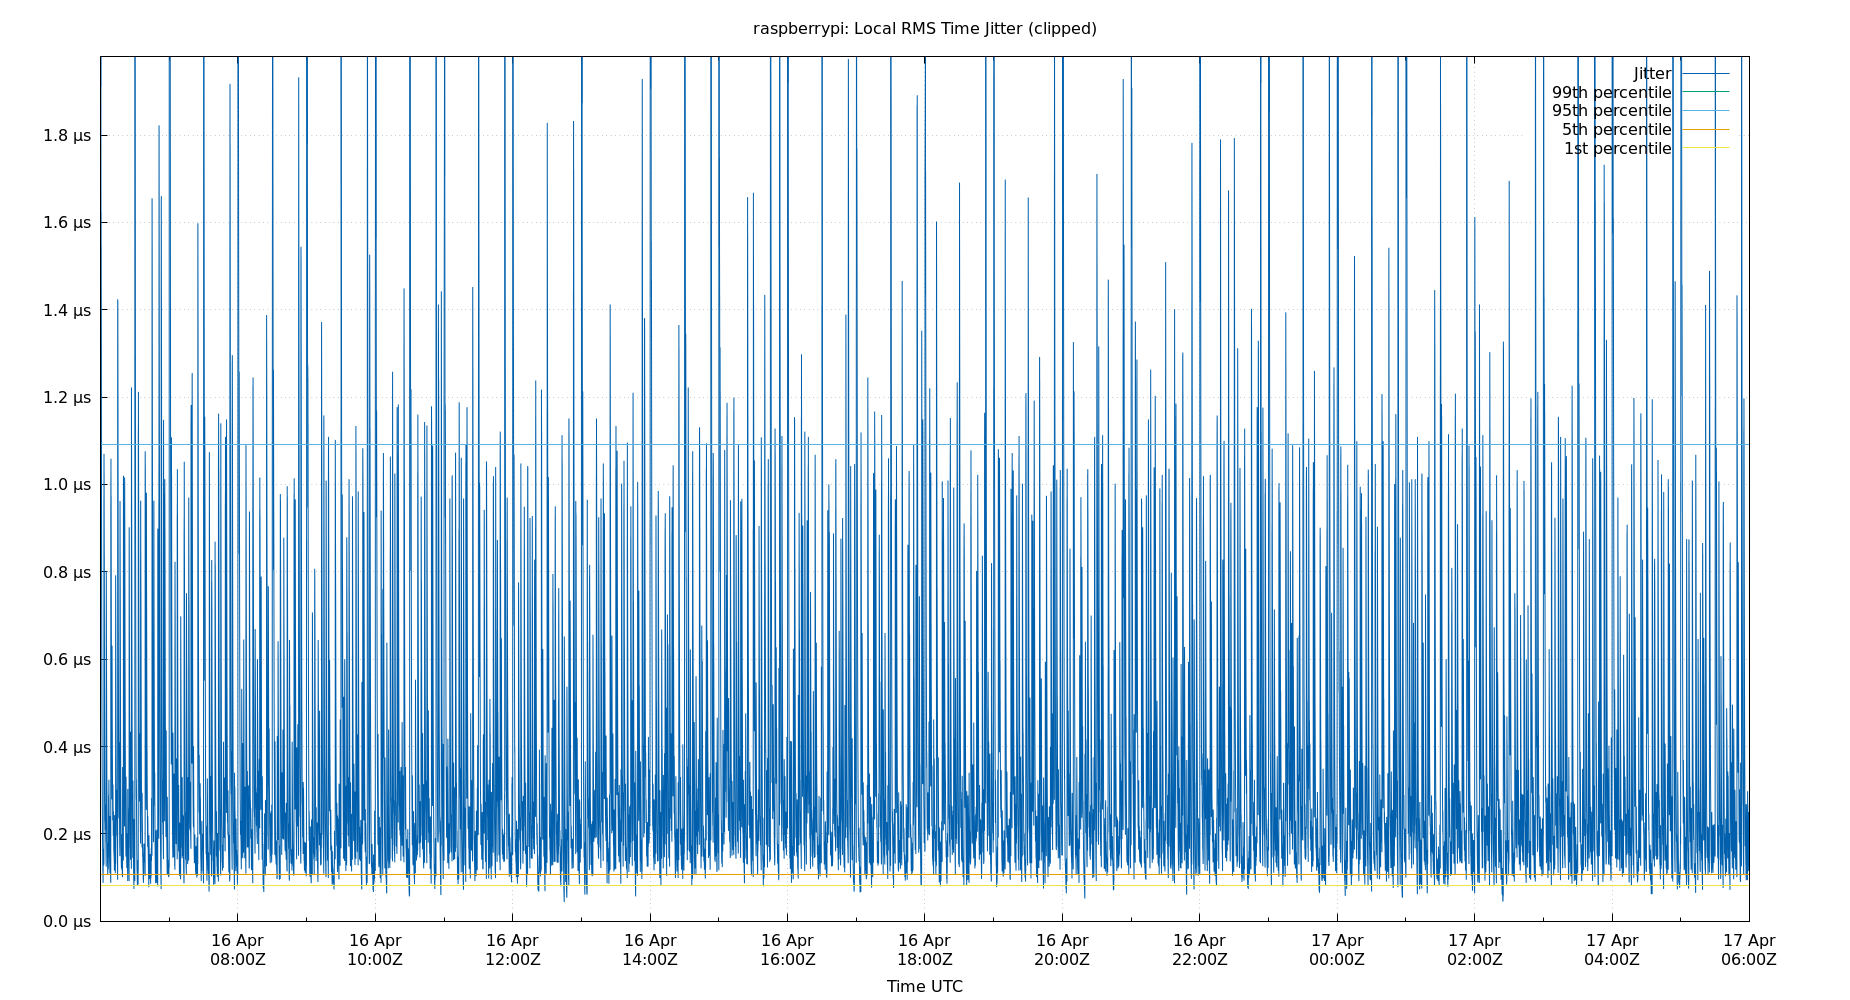 raspberrypi: Local RMS Time Jitter (clipped)
Jitter
99th percentile
95th percentile
5th percentile
1st percentile
1.8 µs
1.6 µs
1.4 µs
1.2 µs
1.0 µs
0.8 µs
0.6 µs
0.4 µs
0.2 µs
0.0 µs
16 Apr 16 Apr 16 Apr 16 Apr 16 Apr 16 Apr 16 Apr 16 Apr 17 Apr 17 Apr 17 Apr 17 Apr
08:00Z 10:00Z 12:00Z 14:00Z 16:00Z 18:00Z 20:00Z 22:00Z 00:00Z 02:00Z 04:00Z 06:00Z
Time UTC